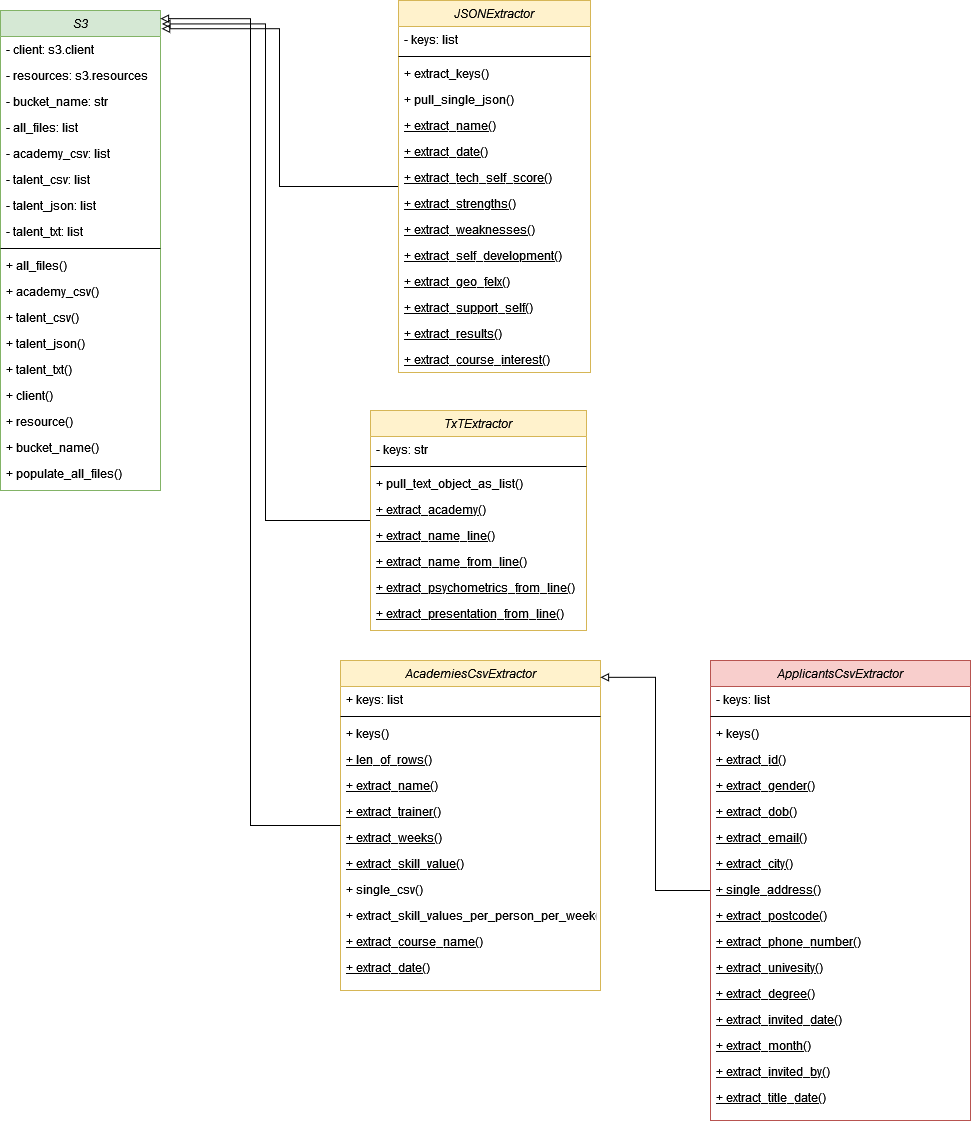 S3
- client: s3.client
- resources: s3.resources
- bucket_name: str
- all_files: list
- academy_csv: list
- talent_csv: list
- talent_json: list
- talent_txt: list
+ all_files()
+ academy_csv()
+ talent_csv()
+ talent_json()
+ talent_txt()
+ client()
+ resource()
+ bucket_name()
+ populate_all_files()
JSONExtractor
- keys: list
+ extract_keys()
+ pull_single_json()
+ extract_name()
+ extract_date()
+ extract_tech_self_score()
+ extract_strengths()
+ extract_weaknesses()
+ extract_self_development()
+ extract_geo_felx()
+ extract_support_self()
+ extract_results()
+ extract_course_interest()
TxTExtractor
- keys: str
+ pull_text_object_as_list()
+ extract_academy()
+ extract_name_line()
+ extract_name_from_line()
+ extract_psychometrics_from_line()
+ extract_presentation_from_line()
AcademiesCsvExtractor
+ keys: list
+ keys()
+ len_of_rows()
+ extract_name()
+ extract_trainer()
+ extract_weeks()
+ extract_skill_value()
+ single_csv()
+ extract_skill_values_per_person_per_week(
+ extract_course_name()
+ extract_date()
ApplicantsCsvExtractor
- keys: list
+ keys()
+ extract_id()
+ extract_gender()
+ extract_dob()
+ extract_email()
+ extract_city()
+ single_address()
+ extract_postcode()
+ extract_phone_number()
+ extract_univesity()
+ extract_degree()
+ extract_invited_date()
+ extract_month()
+ extract_invited_by()
+ extract_title_date()